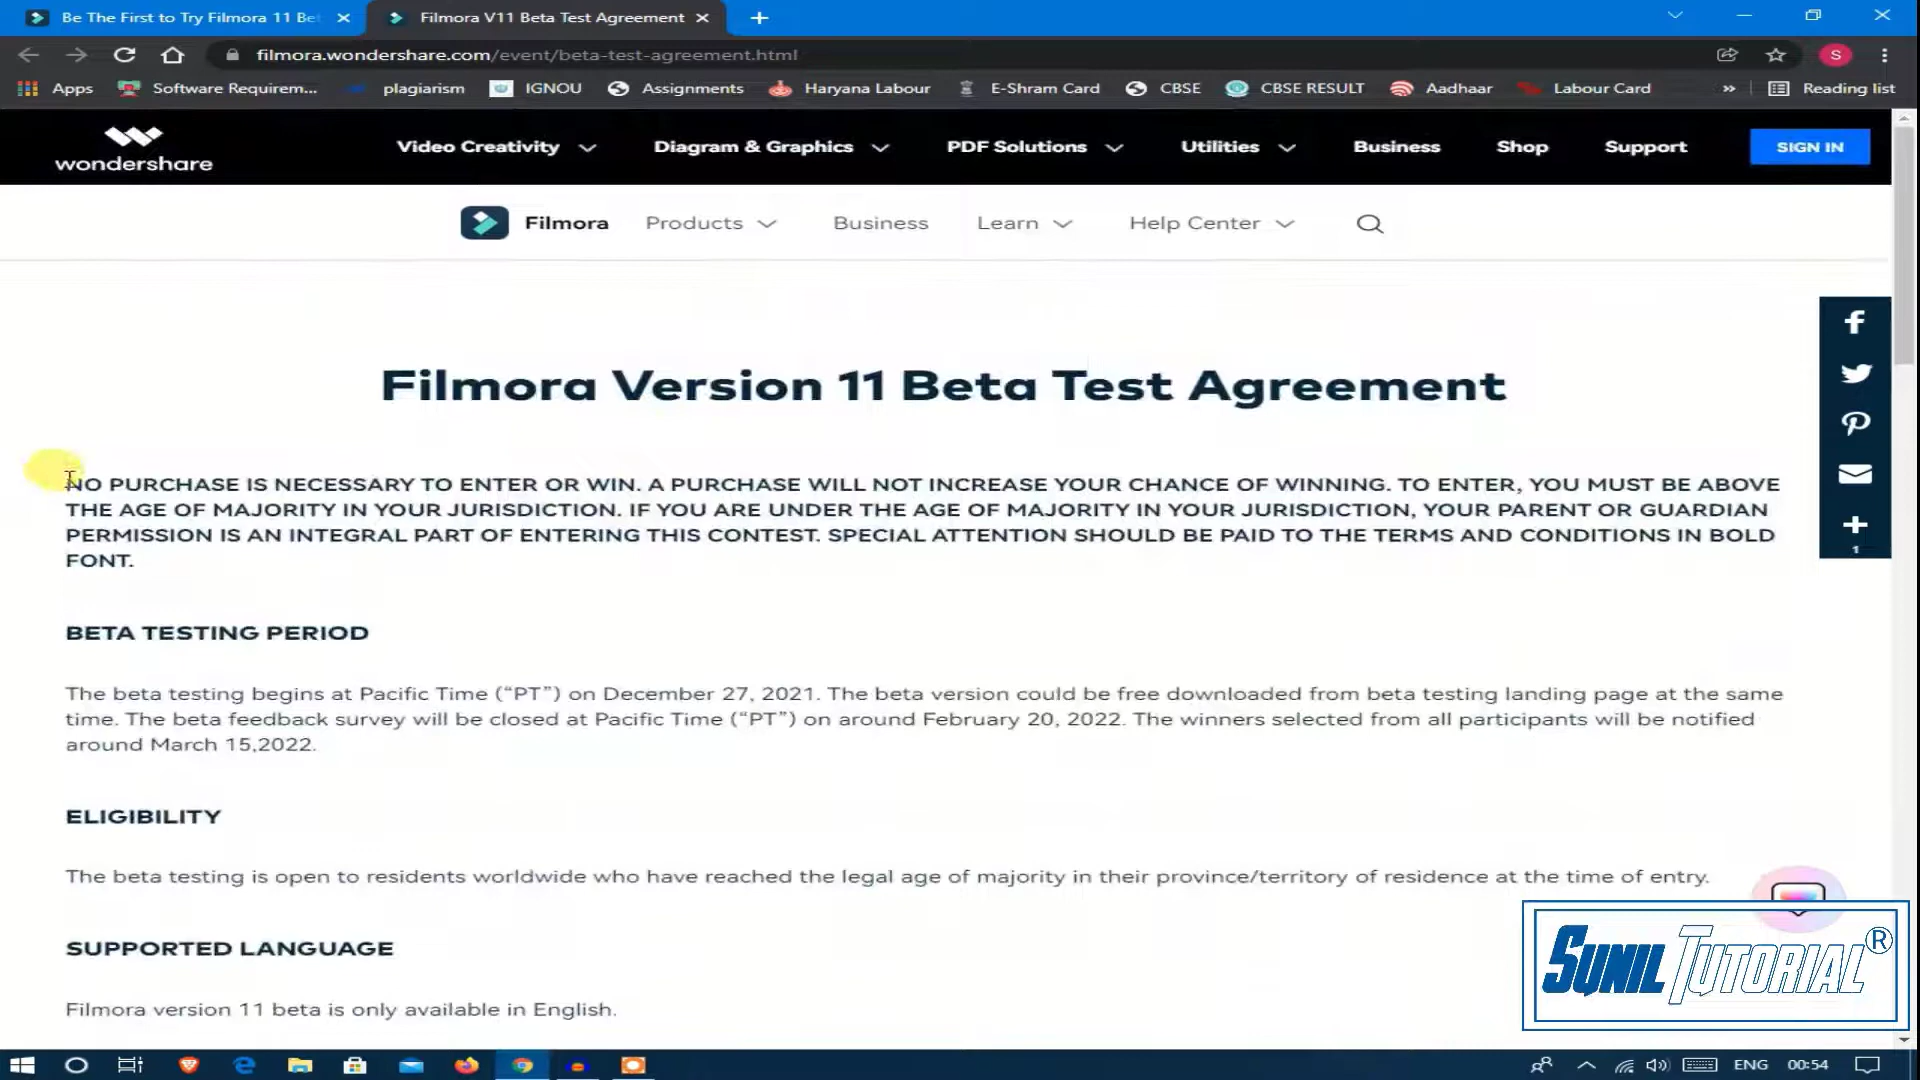 Be The First to Try Filmora 11 Be
Filmora V11 Beta Test Agreement
filmora.wondershare.com/event/beta-test-agreement.html
S
Apps
Software Requirem...
plagiarism
IGNOU
Assignments
Haryana Labour
E-Shram Card
CBSE
CBSE RESULT
Aadhaar
Labour Card
»
Reading list
wondershare
Video Creativity
Diagram & Graphics
PDF Solutions
Utilities
Business
Shop
Support
SIGN IN
Filmora
Products
Business
Learn
Help Center
Filmora Version 11 Beta Test Agreement
NO PURCHASE IS NECESSARY TO ENTER OR WIN. A PURCHASE WILL NOT INCREASE YOUR CHANCE OF WINNING. TO ENTER, YOU MUST BE ABOVE
THE AGE OF MAJORITY IN YOUR JURISDICTION. IF YOU ARE UNDER THE AGE OF MAJORITY IN YOUR JURISDICTION, YOUR PARENT OR GUARDIAN
PERMISSION IS AN INTEGRAL PART OF ENTERING THIS CONTEST. SPECIAL ATTENTION SHOULD BE PAID TO THE TERMS AND CONDITIONS IN BOLD
FONT.
1
BETA TESTING PERIOD
The beta testing begins at Pacific Time (“PT”) on December 27, 2021. The beta version could be free downloaded from beta testing landing page at the same
time. The beta feedback survey will be closed at Pacific Time (“PT”) on around February 20, 2022. The winners selected from all participants will be notified
around March 15,2022.
ELIGIBILITY
The beta testing is open to residents worldwide who have reached the legal age of majority in their province/territory of residence at the time of entry.
SUPPORTED LANGUAGE
Filmora version 11 beta is only available in English.
SUNIL TUTORIAL®
ENG
00:54